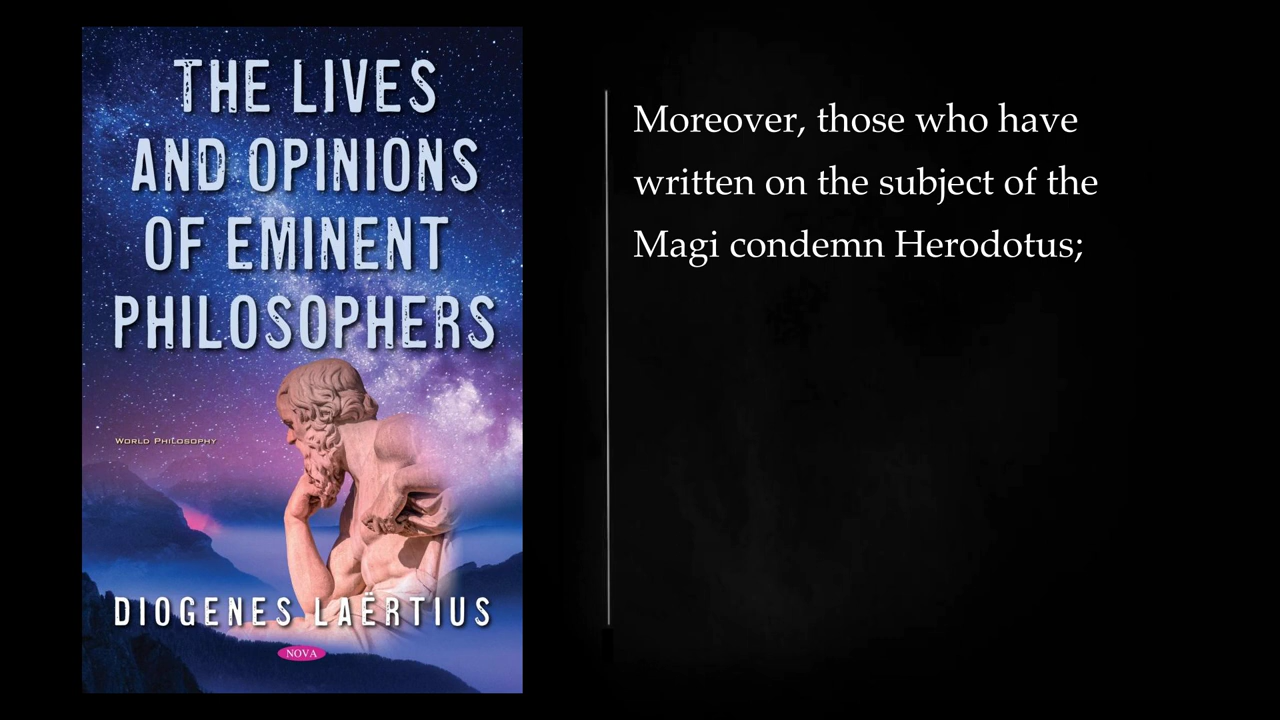 THE LIVES
AND OPINIONS
OF EMINENT
PHILOSOPHERS
WORLD PHILOSOPHY
DIOGENES LAËRTIUS
NOVA
Moreover, those who have
written on the subject of the
Magi condemn Herodotus;